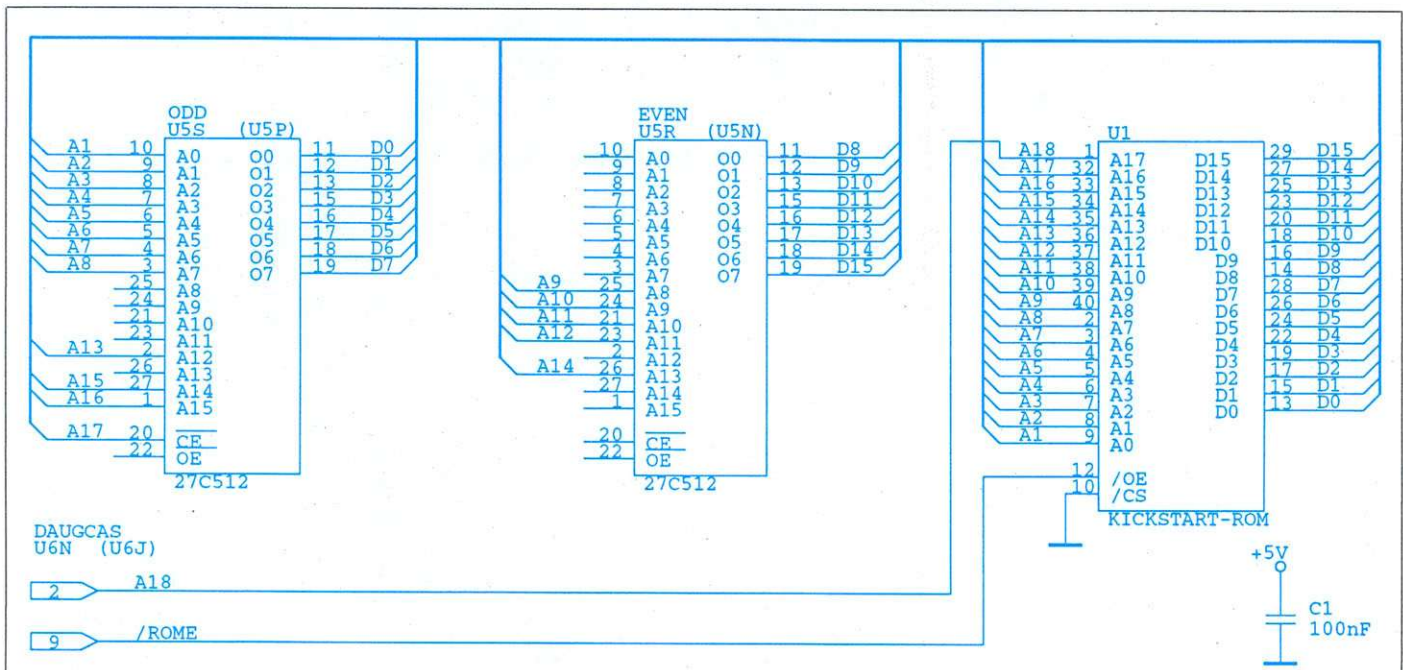 ODD
U5S (U5P)
A1 10 A0 O0 11 D0
A2 9 A1 O1 12 D1
A3 8 A2 O2 13 D2
A4 7 A3 O3 15 D3
A5 6 A4 O4 16 D4
A6 5 A5 O5 17 D5
A7 4 A6 O6 18 D6
A8 3 A7 O7 19 D7
25 A8
24 A9
21 A10
23 A11
A13 2 A12
26 A13
A15 27 A14
A16 1 A15
A17 20 CE
22 OE
27C512
EVEN
U5R (U5N)
10 A0 O0 11 D8
9 A1 O1 12 D9
8 A2 O2 13 D10
7 A3 O3 15 D11
6 A4 O4 16 D12
5 A5 O5 17 D13
4 A6 O6 18 D14
3 A7 O7 19 D15
A9 25 A8
A10 24 A9
A11 21 A10
A12 23 A11
2 A12
A14 26 A13
27 A14
1 A15
20 CE
22 OE
27C512
U1
A18 1 A17 D15 29 D15
A17 32 A16 D14 27 D14
A16 33 A15 D13 25 D13
A15 34 A14 D12 23 D12
A14 35 A13 D11 20 D11
A13 36 A12 D10 18 D10
A12 37 A11 D9 16 D9
A11 38 A10 D8 14 D8
A10 39 A9 D7 28 D7
A9 40 A8 D6 26 D6
A8 2 A7 D5 24 D5
A7 3 A6 D4 22 D4
A6 4 A5 D3 19 D3
A5 5 A4 D2 17 D2
A4 6 A3 D1 15 D1
A3 7 A2 D0 13 D0
A2 8 A1
A1 9 A0
12 /OE
10 /CS
KICKSTART-ROM
DAUGCAS
U6N (U6J)
2 A18
9 /ROME
+5V
C1
100nF